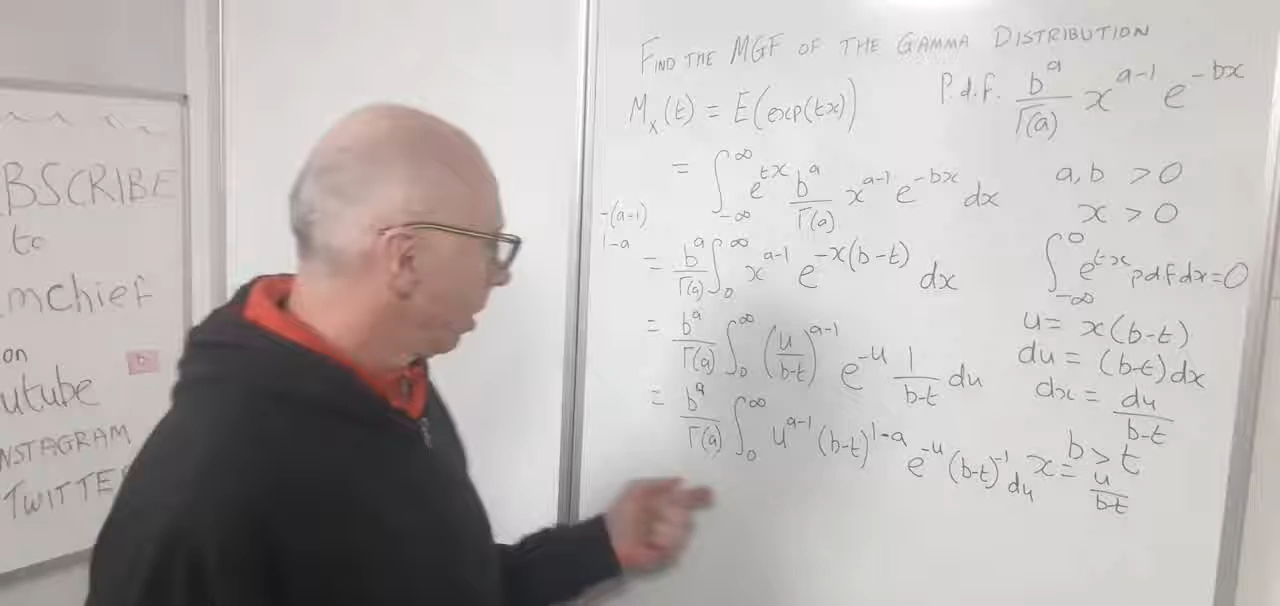 BSCRIBE
to
mchief
on
utube
NSTAGRAM
TWITTE
FIND THE MGF OF THE GAMMA DISTRIBUTION
P.d.f. b^a/Γ(a) x^(a-1) e^(-bx)
M_x(t) = E(exp(tx))
= ∫_{-∞}^{∞} e^(tx) b^a/Γ(a) x^(a-1) e^(-bx) dx
a,b > 0
x > 0
-(a-1)
1-a
= b^a/Γ(a) ∫_0^∞ x^(a-1) e^(-x(b-t)) dx
∫_{-∞}^0 e^(tx) pdf dx = 0
= b^a/Γ(a) ∫_0^∞ (u/(b-t))^(a-1) e^(-u) 1/(b-t) du
u = x(b-t)
du = (b-t)dx
dx = du/(b-t)
= b^a/Γ(a) ∫_0^∞ u^(a-1) (b-t)^(1-a) e^(-u) (b-t)^(-1) du
b > t
x = u/(b-t)